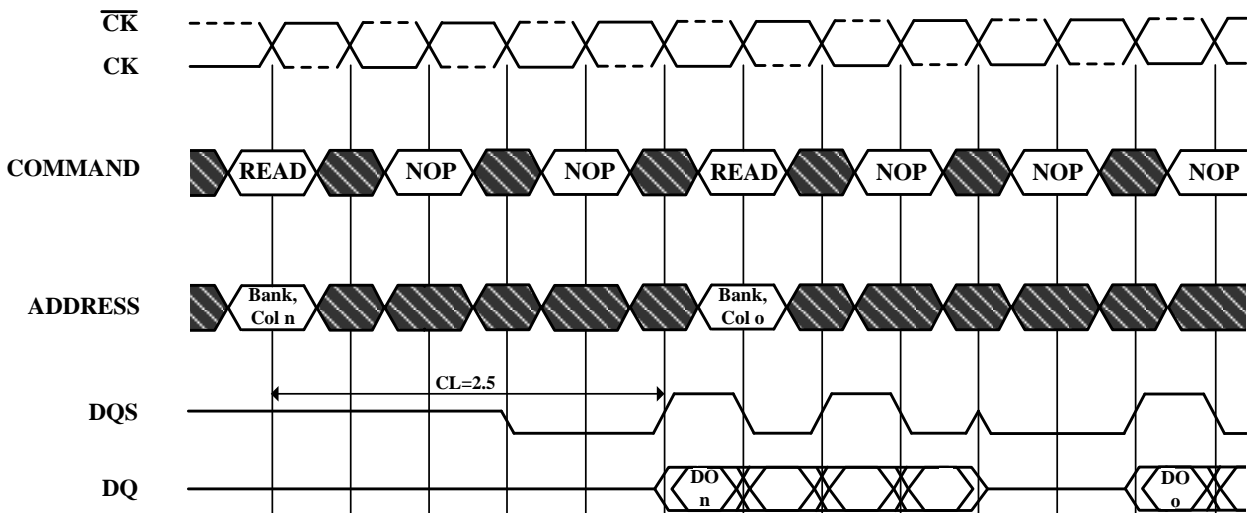 CK
CK
COMMAND
READ
NOP
NOP
READ
NOP
NOP
NOP
ADDRESS
Bank,
Col n
Bank,
Col o
CL=2.5
DQS
DQ
DO
n
DO
o